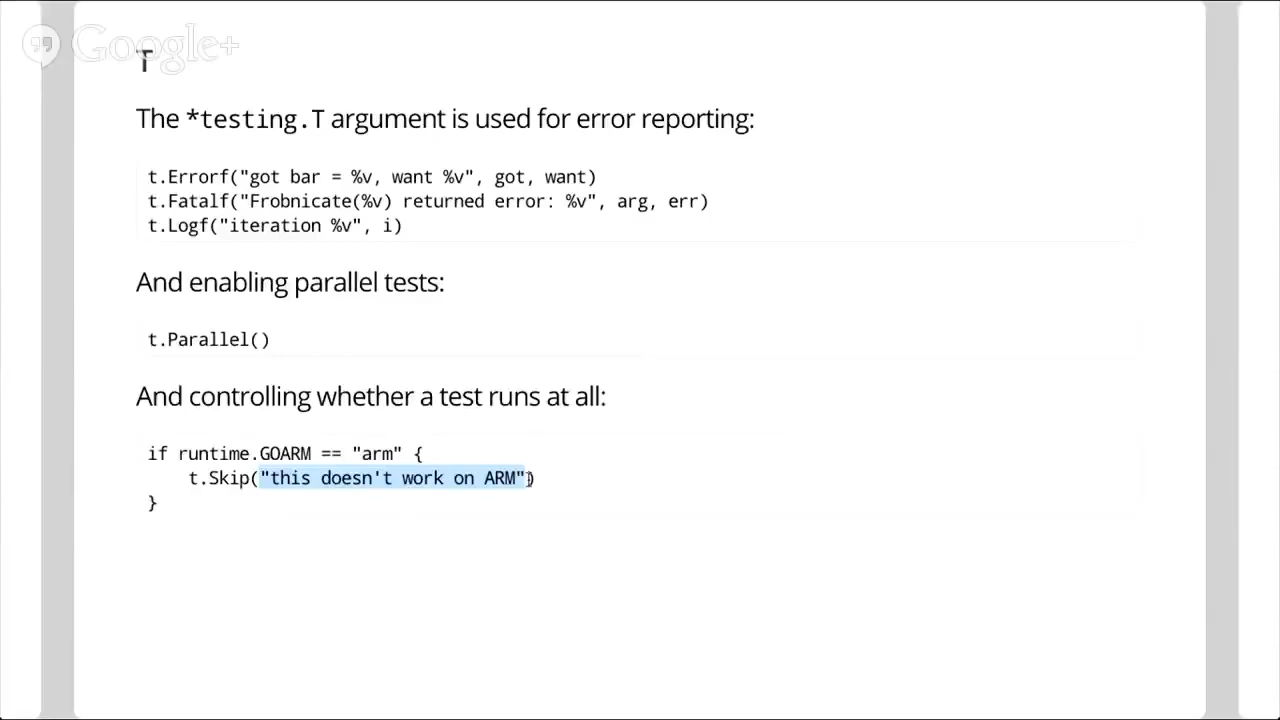 Google+
T
The *testing.T argument is used for error reporting:
t.Errorf("got bar = %v, want %v", got, want)
t.Fatalf("Frobnicate(%v) returned error: %v", arg, err)
t.Logf("iteration %v", i)
And enabling parallel tests:
t.Parallel()
And controlling whether a test runs at all:
if runtime.GOARM == "arm" {
    t.Skip("this doesn't work on ARM")
}